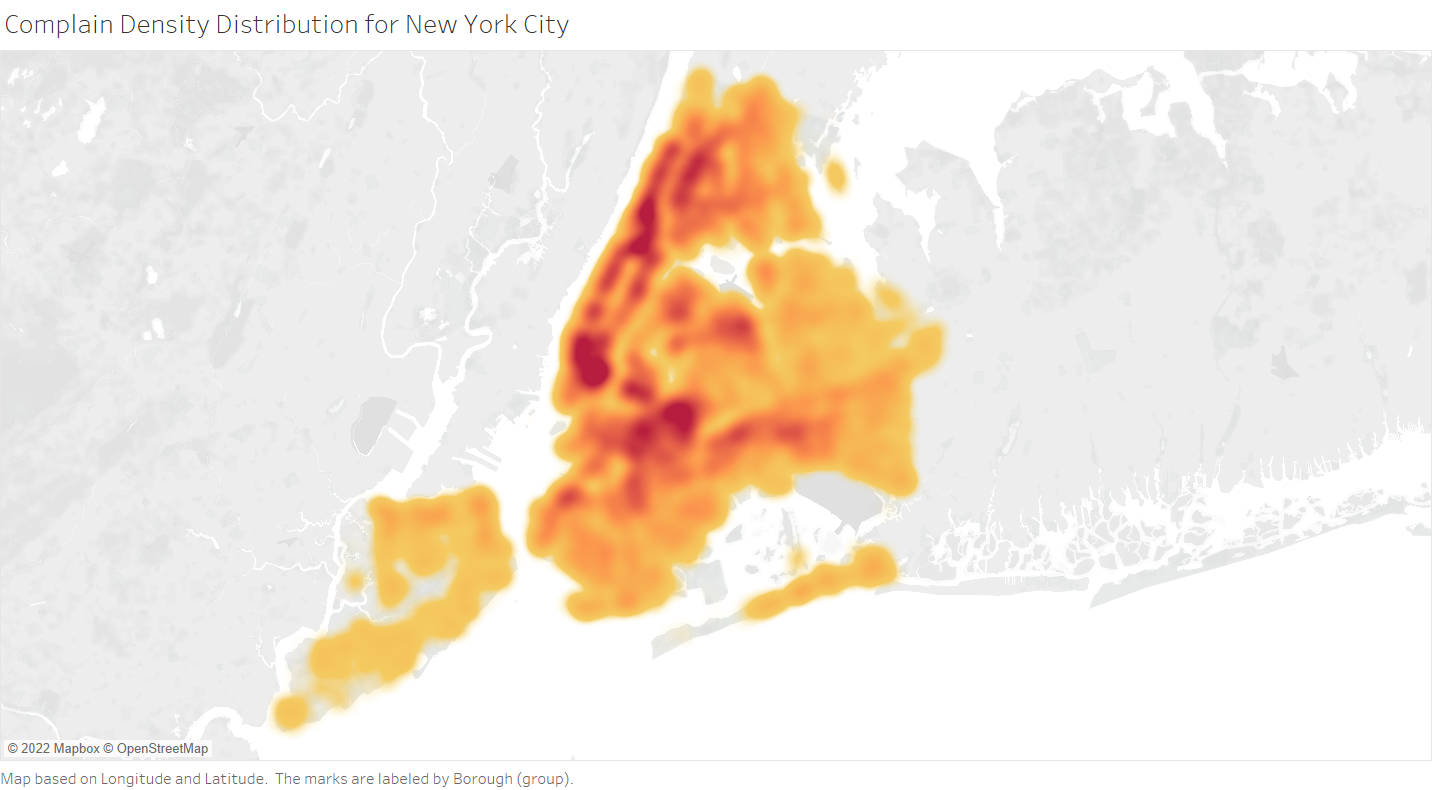 Complain Density Distribution for New York City
© 2022 Mapbox © OpenStreetMap
Map based on Longitude and Latitude. The marks are labeled by Borough (group).